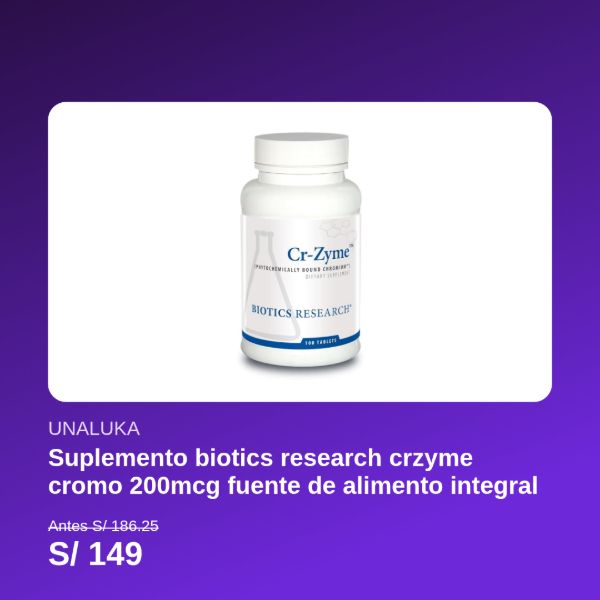 Cr-Zyme™
(PHYTOCHEMICALLY BOUND CHROMIUM*)
DIETARY SUPPLEMENT
BIOTICS RESEARCH®
100 TABLETS
UNALUKA
Suplemento biotics research crzyme
cromo 200mcg fuente de alimento integral
Antes S/ 186.25
S/ 149